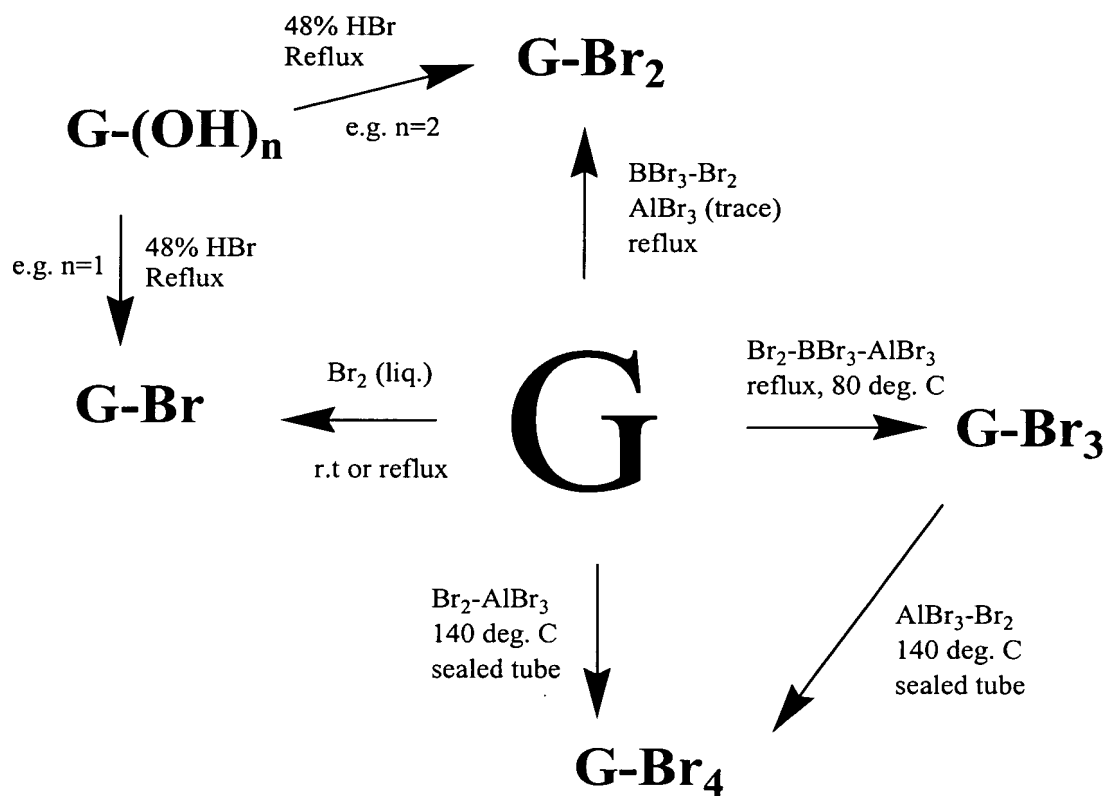 48% HBr
Reflux
G-Br₂
G-(OH)ₙ
e.g. n=2
BBr₃-Br₂
AlBr₃ (trace)
reflux
e.g. n=1
48% HBr
Reflux
G-Br
Br₂ (liq.)
r.t or reflux
G
Br₂-BBr₃-AlBr₃
reflux, 80 deg. C
G-Br₃
Br₂-AlBr₃
140 deg. C
sealed tube
AlBr₃-Br₂
140 deg. C
sealed tube
G-Br₄